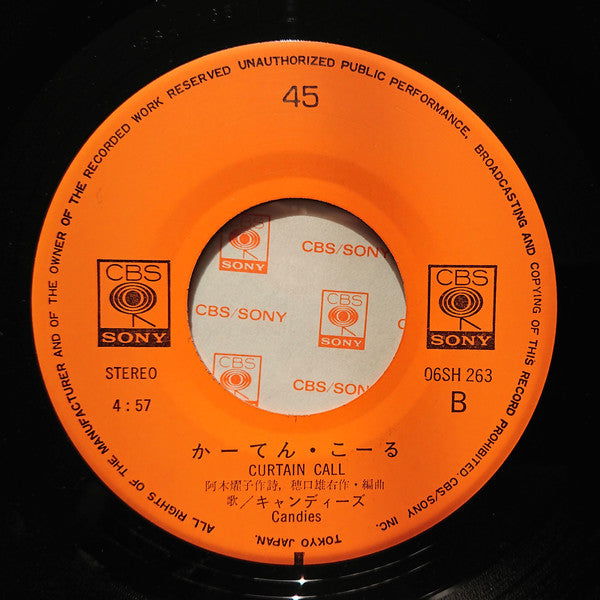 ALL RIGHTS OF THE MANUFACTURER AND OF THE OWNER OF THE RECORDED WORK RESERVED UNAUTHORIZED PUBLIC PERFORMANCE, BROADCASTING AND COPYING OF THIS RECORD PROHIBITED. CBS/SONY INC. TOKYO JAPAN.
45
CBS
SONY
CBS
SONY
SONY
CBS/SONY
CBS/SONY
CBS
SONY
CBS
SONY
CBS/SONY
STEREO
4:57
06SH 263
B
かーてん・こーる
CURTAIN CALL
阿木燿子作詩, 穂口雄右作・編曲
歌/キャンディーズ
Candies